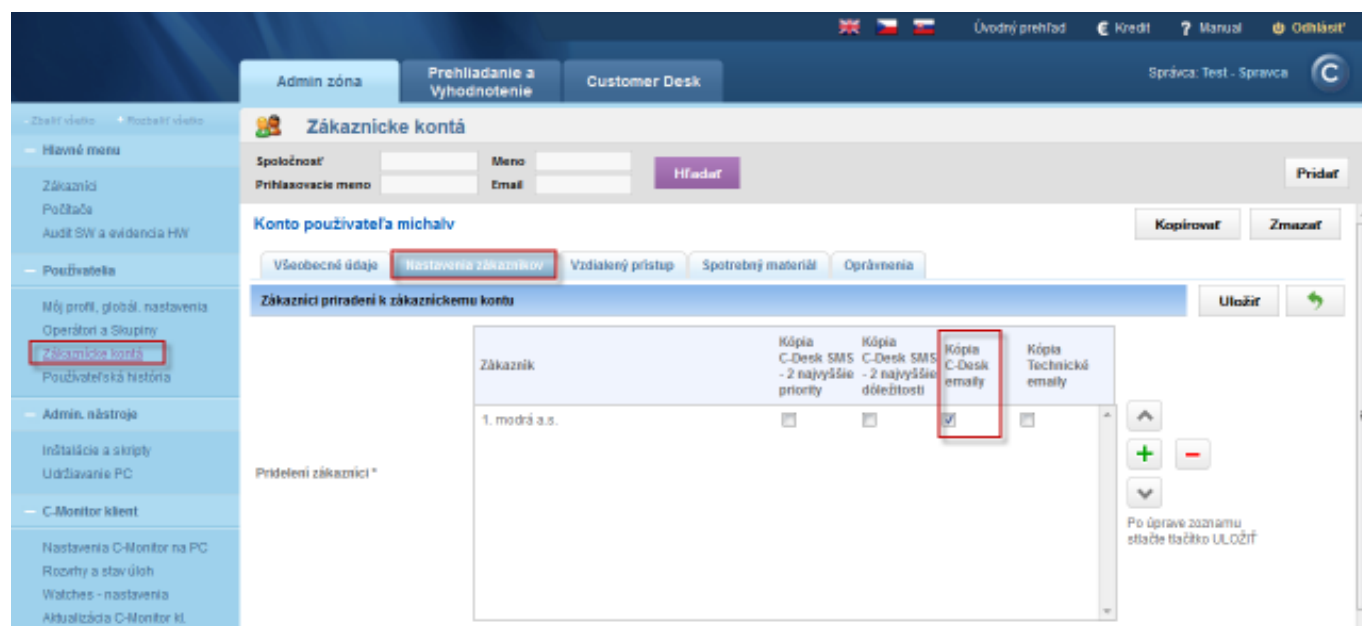 Úvodný prehľad € Kredit ? Manual Odhlásiť
Admin zóna
Prehliadanie a Vyhodnotenie
Customer Desk
Správca: Test - Spravca
- Zbaliť všetko + Rozbaliť všetko
Zákaznícke kontá
Hlavné menu
Zákazníci
Počítače
Audit SW a evidencia HW
Používatelia
Môj profil, globál. nastavenia
Operátori a Skupiny
Zákaznícke kontá
Používateľská história
Admin. nástroje
Inštalácie a skripty
Udržiavanie PC
C-Monitor klient
Nastavenia C-Monitor na PC
Rozvrhy a stav úloh
Watches - nastavenia
Aktualizácia C-Monitor kl.
Spoločnosť
Meno
Prihlasovacie meno
Email
Hľadať
Pridať
Konto používateľa michalv
Kopírovať
Zmazať
Všeobecné údaje
Nastavenia zákazníkov
Vzdialený prístup
Spotrebný materiál
Oprávnenia
Zákazníci priradení k zákazníckemu kontu
Uložiť
Zákazník
Kópia
C-Desk SMS
- 2 najvyššie
priority
Kópia
C-Desk SMS
- 2 najvyššie
dôležitosti
Kópia
C-Desk
emaily
Kópia
Technické
emaily
1. modrá a.s.
Pridelení zákazníci *
Po úprave zoznamu
stlačte tlačítko ULOŽIŤ